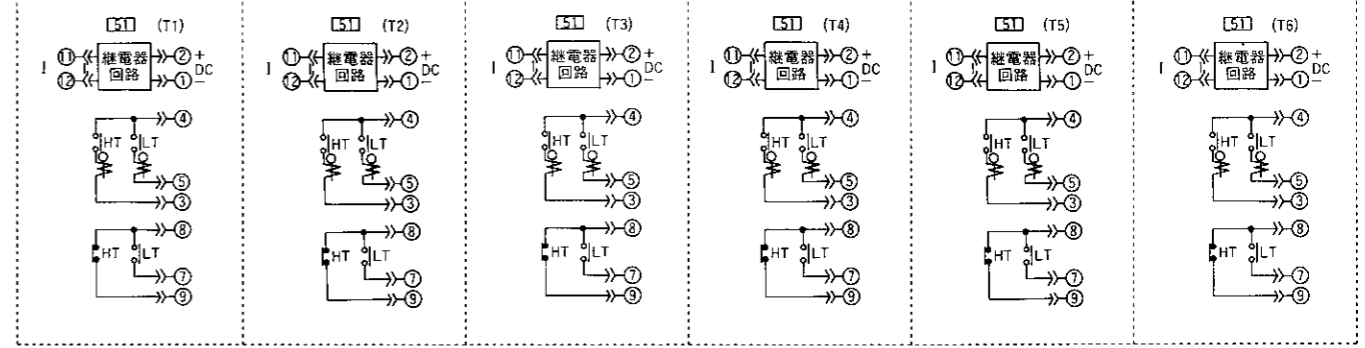 51 (T1) 51 (T2) 51 (T3) 51 (T4) 51 (T5) 51 (T6)
⑪ 継電器 ② + ⑪ 継電器 ② + ⑪ 継電器 ② + ⑪ 継電器 ② + ⑪ 継電器 ② + ⑪ 継電器 ② +
I DC I DC I DC I DC I DC I DC
⑫ 回路 ① − ⑫ 回路 ① − ⑫ 回路 ① − ⑫ 回路 ① − ⑫ 回路 ① − ⑫ 回路 ① −
④ ④ ④ ④ ④ ④
HT LT HT LT HT LT HT LT HT LT HT LT
⑤ ⑤ ⑤ ⑤ ⑤ ⑤
③ ③ ③ ③ ③ ③
⑧ ⑧ ⑧ ⑧ ⑧ ⑧
HT LT HT LT HT LT HT LT HT LT HT LT
⑦ ⑦ ⑦ ⑦ ⑦ ⑦
⑨ ⑨ ⑨ ⑨ ⑨ ⑨